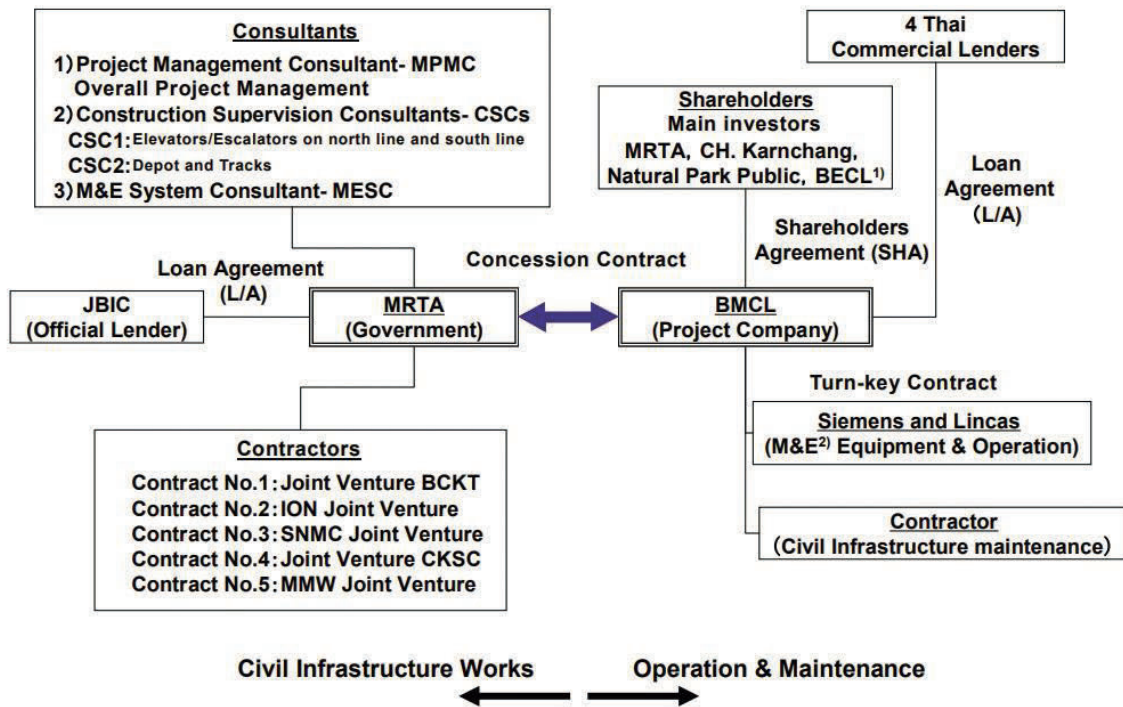 Consultants
1)Project Management Consultant- MPMC
Overall Project Management
2)Construction Supervision Consultants- CSCs
CSC1:Elevators/Escalators on north line and south line
CSC2:Depot and Tracks
3)M&E System Consultant- MESC
4 Thai
Commercial Lenders
Shareholders
Main investors
MRTA, CH. Karnchang,
Natural Park Public, BECL1)
Loan
Agreement
(L/A)
Shareholders
Agreement (SHA)
Loan Agreement
(L/A)
Concession Contract
JBIC
(Official Lender)
MRTA
(Government)
BMCL
(Project Company)
Turn-key Contract
Siemens and Lincas
(M&E2) Equipment & Operation)
Contractors
Contract No.1:Joint Venture BCKT
Contract No.2:ION Joint Venture
Contract No.3:SNMC Joint Venture
Contract No.4:Joint Venture CKSC
Contract No.5:MMW Joint Venture
Contractor
(Civil Infrastructure maintenance)
Civil Infrastructure Works
Operation & Maintenance